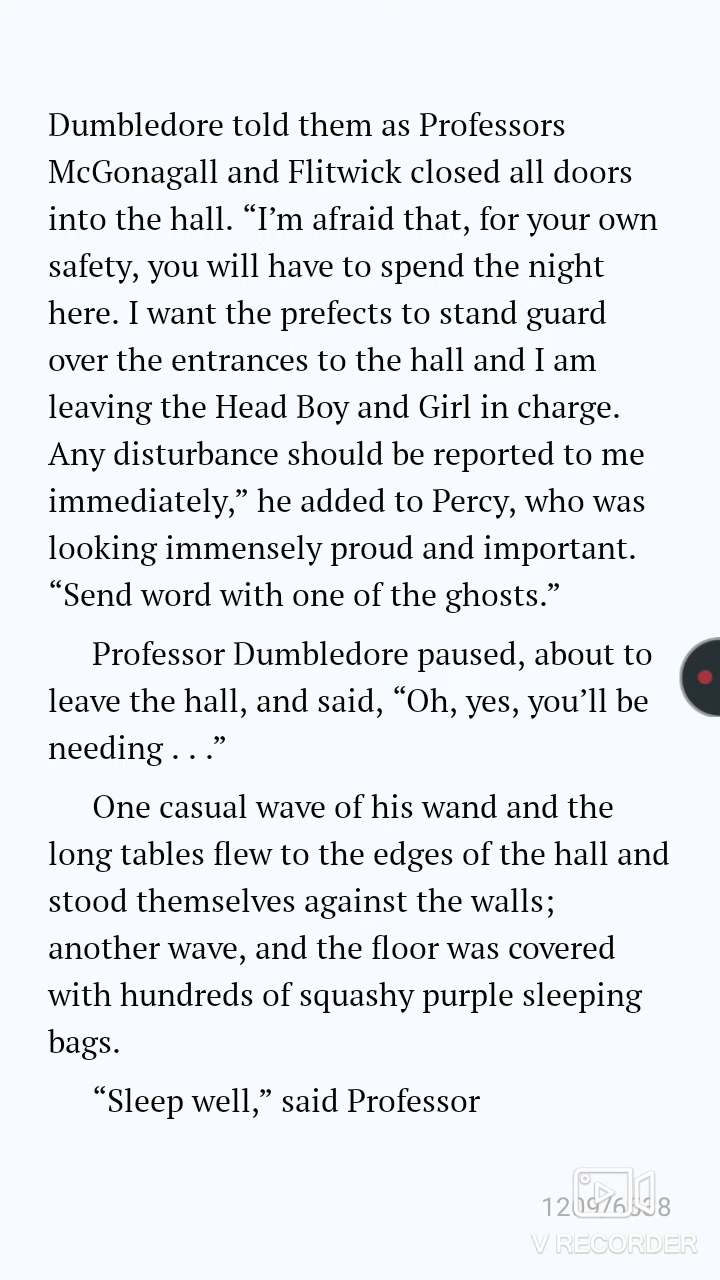 Dumbledore told them as Professors
McGonagall and Flitwick closed all doors
into the hall. “I’m afraid that, for your own
safety, you will have to spend the night
here. I want the prefects to stand guard
over the entrances to the hall and I am
leaving the Head Boy and Girl in charge.
Any disturbance should be reported to me
immediately,” he added to Percy, who was
looking immensely proud and important.
“Send word with one of the ghosts.”
Professor Dumbledore paused, about to
leave the hall, and said, “Oh, yes, you’ll be
needing . . .”
One casual wave of his wand and the
long tables flew to the edges of the hall and
stood themselves against the walls;
another wave, and the floor was covered
with hundreds of squashy purple sleeping
bags.
“Sleep well,” said Professor
V RECORDER